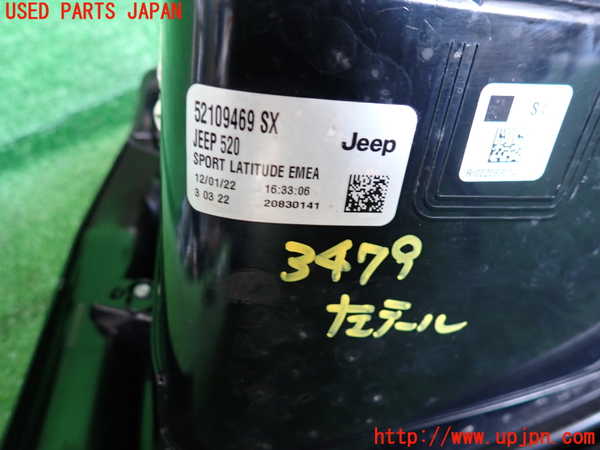 USED PARTS JAPAN
52109469 SX
JEEP 520
Jeep
SPORT LATITUDE EMEA
12/01/22 16:33:06
3 03 22 20830141
3479
左テール
http://www.upjpn.com/